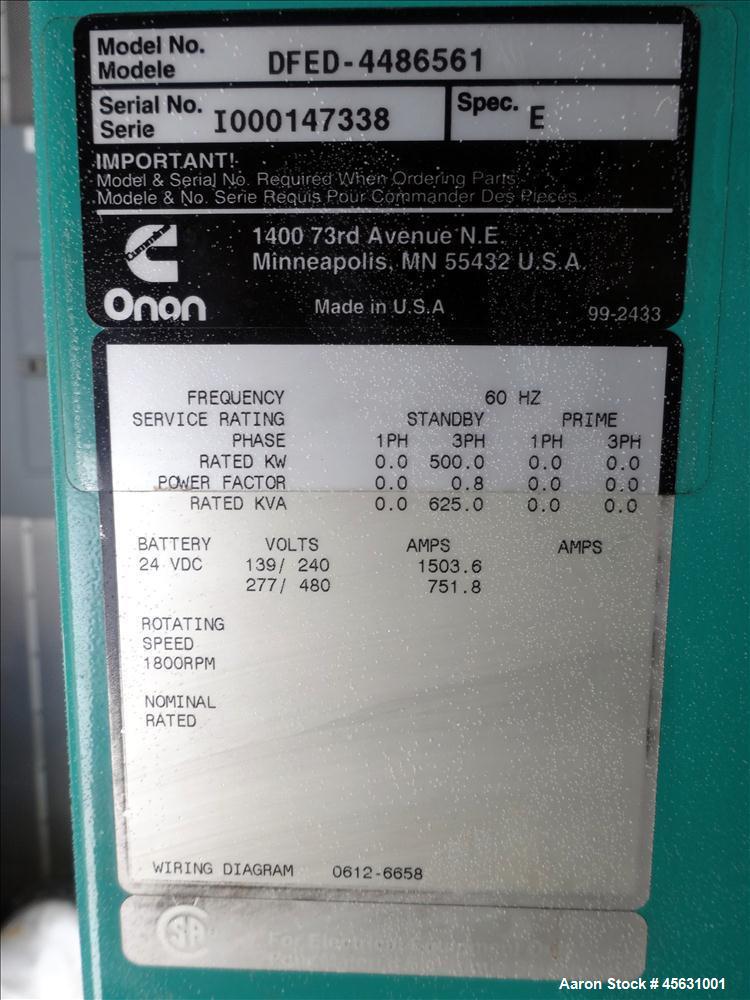 Model No.
Modele
DFED-4486561
Serial No.
Serie
I000147338
Spec.
E
IMPORTANT!
Model & Serial No. Required When Ordering Parts
Modele & No. Serie Requis Pour Commander Des Pieces
Cummins
Onan
1400 73rd Avenue N.E.
Minneapolis, MN 55432 U.S.A.
Made in U.S.A
99-2433
FREQUENCY 60 HZ
SERVICE RATING STANDBY PRIME
PHASE 1PH 3PH 1PH 3PH
RATED KW 0.0 500.0 0.0 0.0
POWER FACTOR 0.0 0.8 0.0 0.0
RATED KVA 0.0 625.0 0.0 0.0
BATTERY VOLTS AMPS AMPS
24 VDC 139/ 240 1503.6
277/ 480 751.8
ROTATING
SPEED
1800RPM
NOMINAL
RATED
WIRING DIAGRAM 0612-6658
SA
For Electrical Equipment Only
Aaron Stock # 45631001